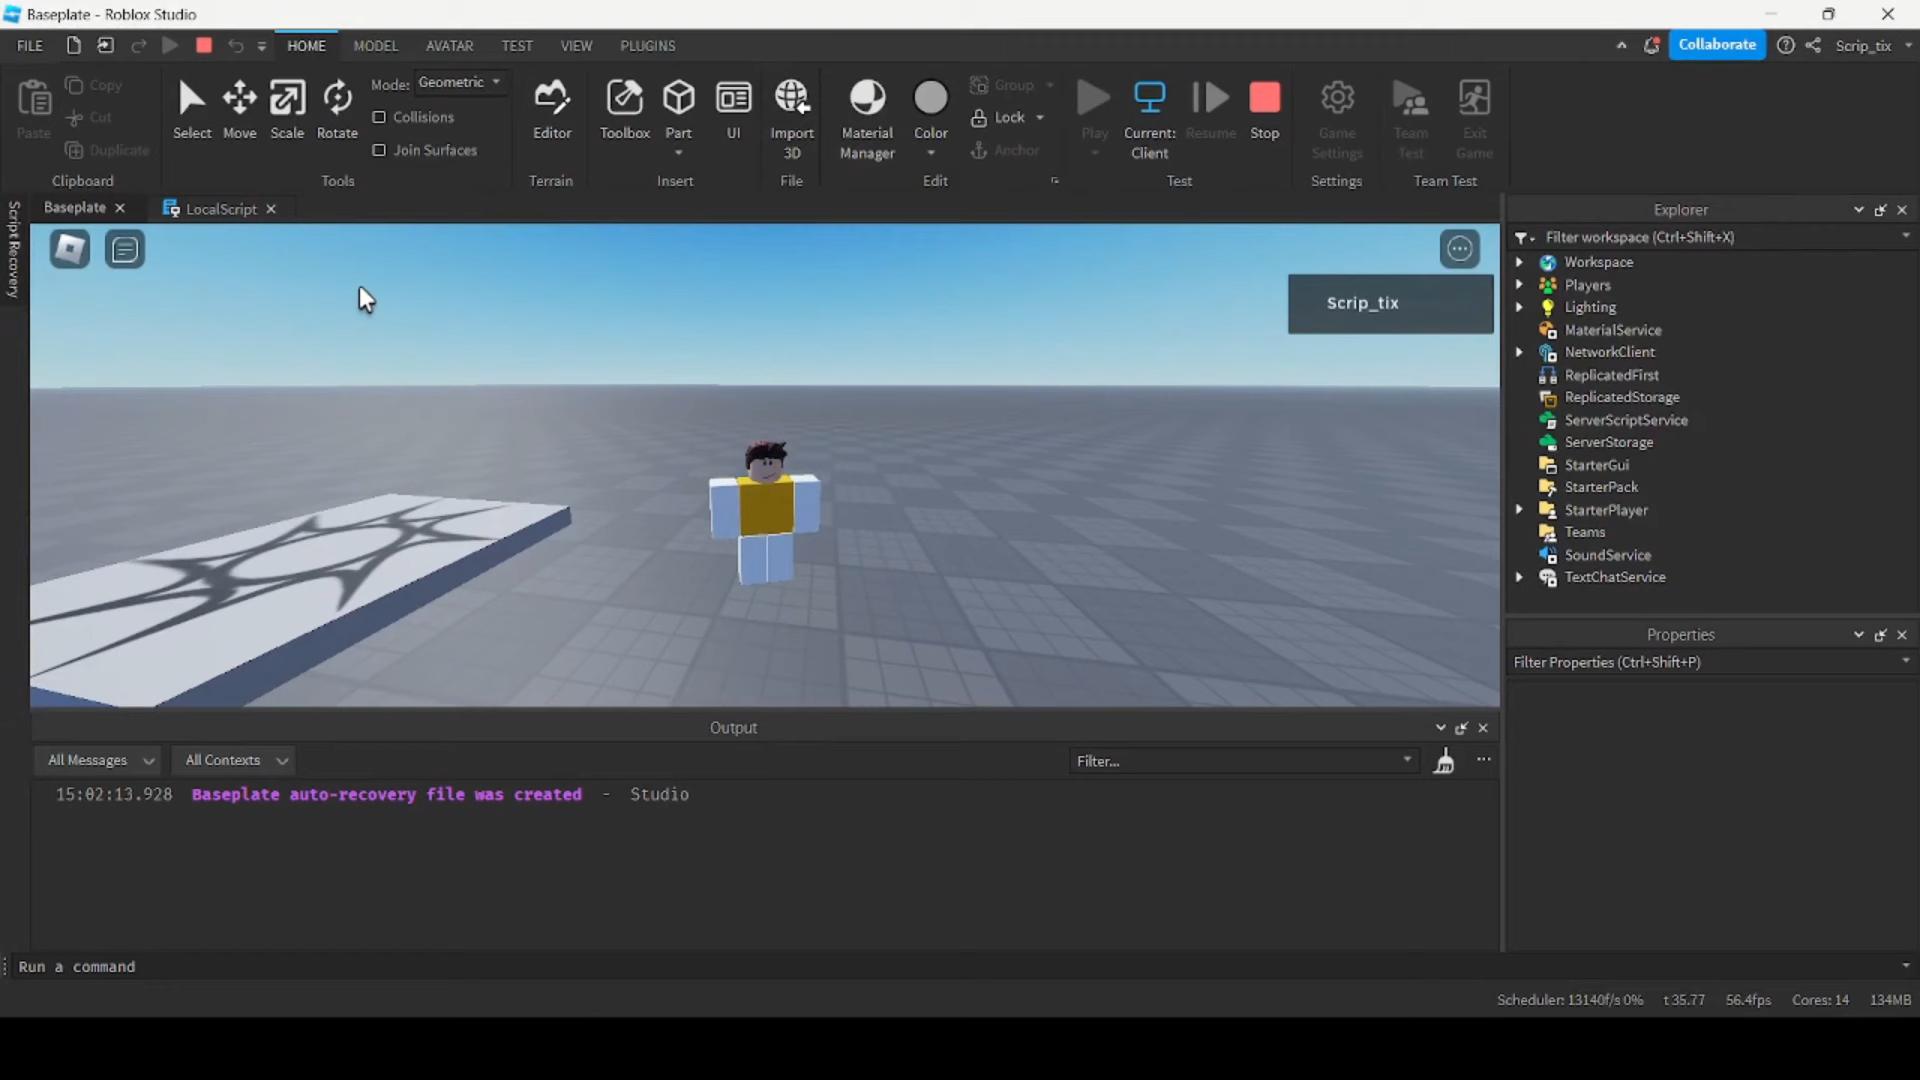 Baseplate - Roblox Studio
FILE HOME MODEL AVATAR TEST VIEW PLUGINS Collaborate Scrip_tix
Paste Copy Cut Duplicate
Clipboard
Select Move Scale Rotate
Mode: Geometric
Collisions
Join Surfaces
Tools
Editor
Terrain
Toolbox Part UI
Insert
Import 3D
File
Material Manager Color
Group
Lock
Anchor
Edit
Play Current: Client Resume Stop
Test
Game Settings
Settings
Team Test Exit Game
Team Test
Script Recovery
Baseplate LocalScript
Scrip_tix
Explorer
Filter workspace (Ctrl+Shift+X)
Workspace
Players
Lighting
MaterialService
NetworkClient
ReplicatedFirst
ReplicatedStorage
ServerScriptService
ServerStorage
StarterGui
StarterPack
StarterPlayer
Teams
SoundService
TextChatService
Properties
Filter Properties (Ctrl+Shift+P)
Output
All Messages All Contexts Filter...
15:02:13.928 Baseplate auto-recovery file was created - Studio
Run a command
Scheduler: 13140f/s 0% t 35.77 56.4fps Cores: 14 134MB